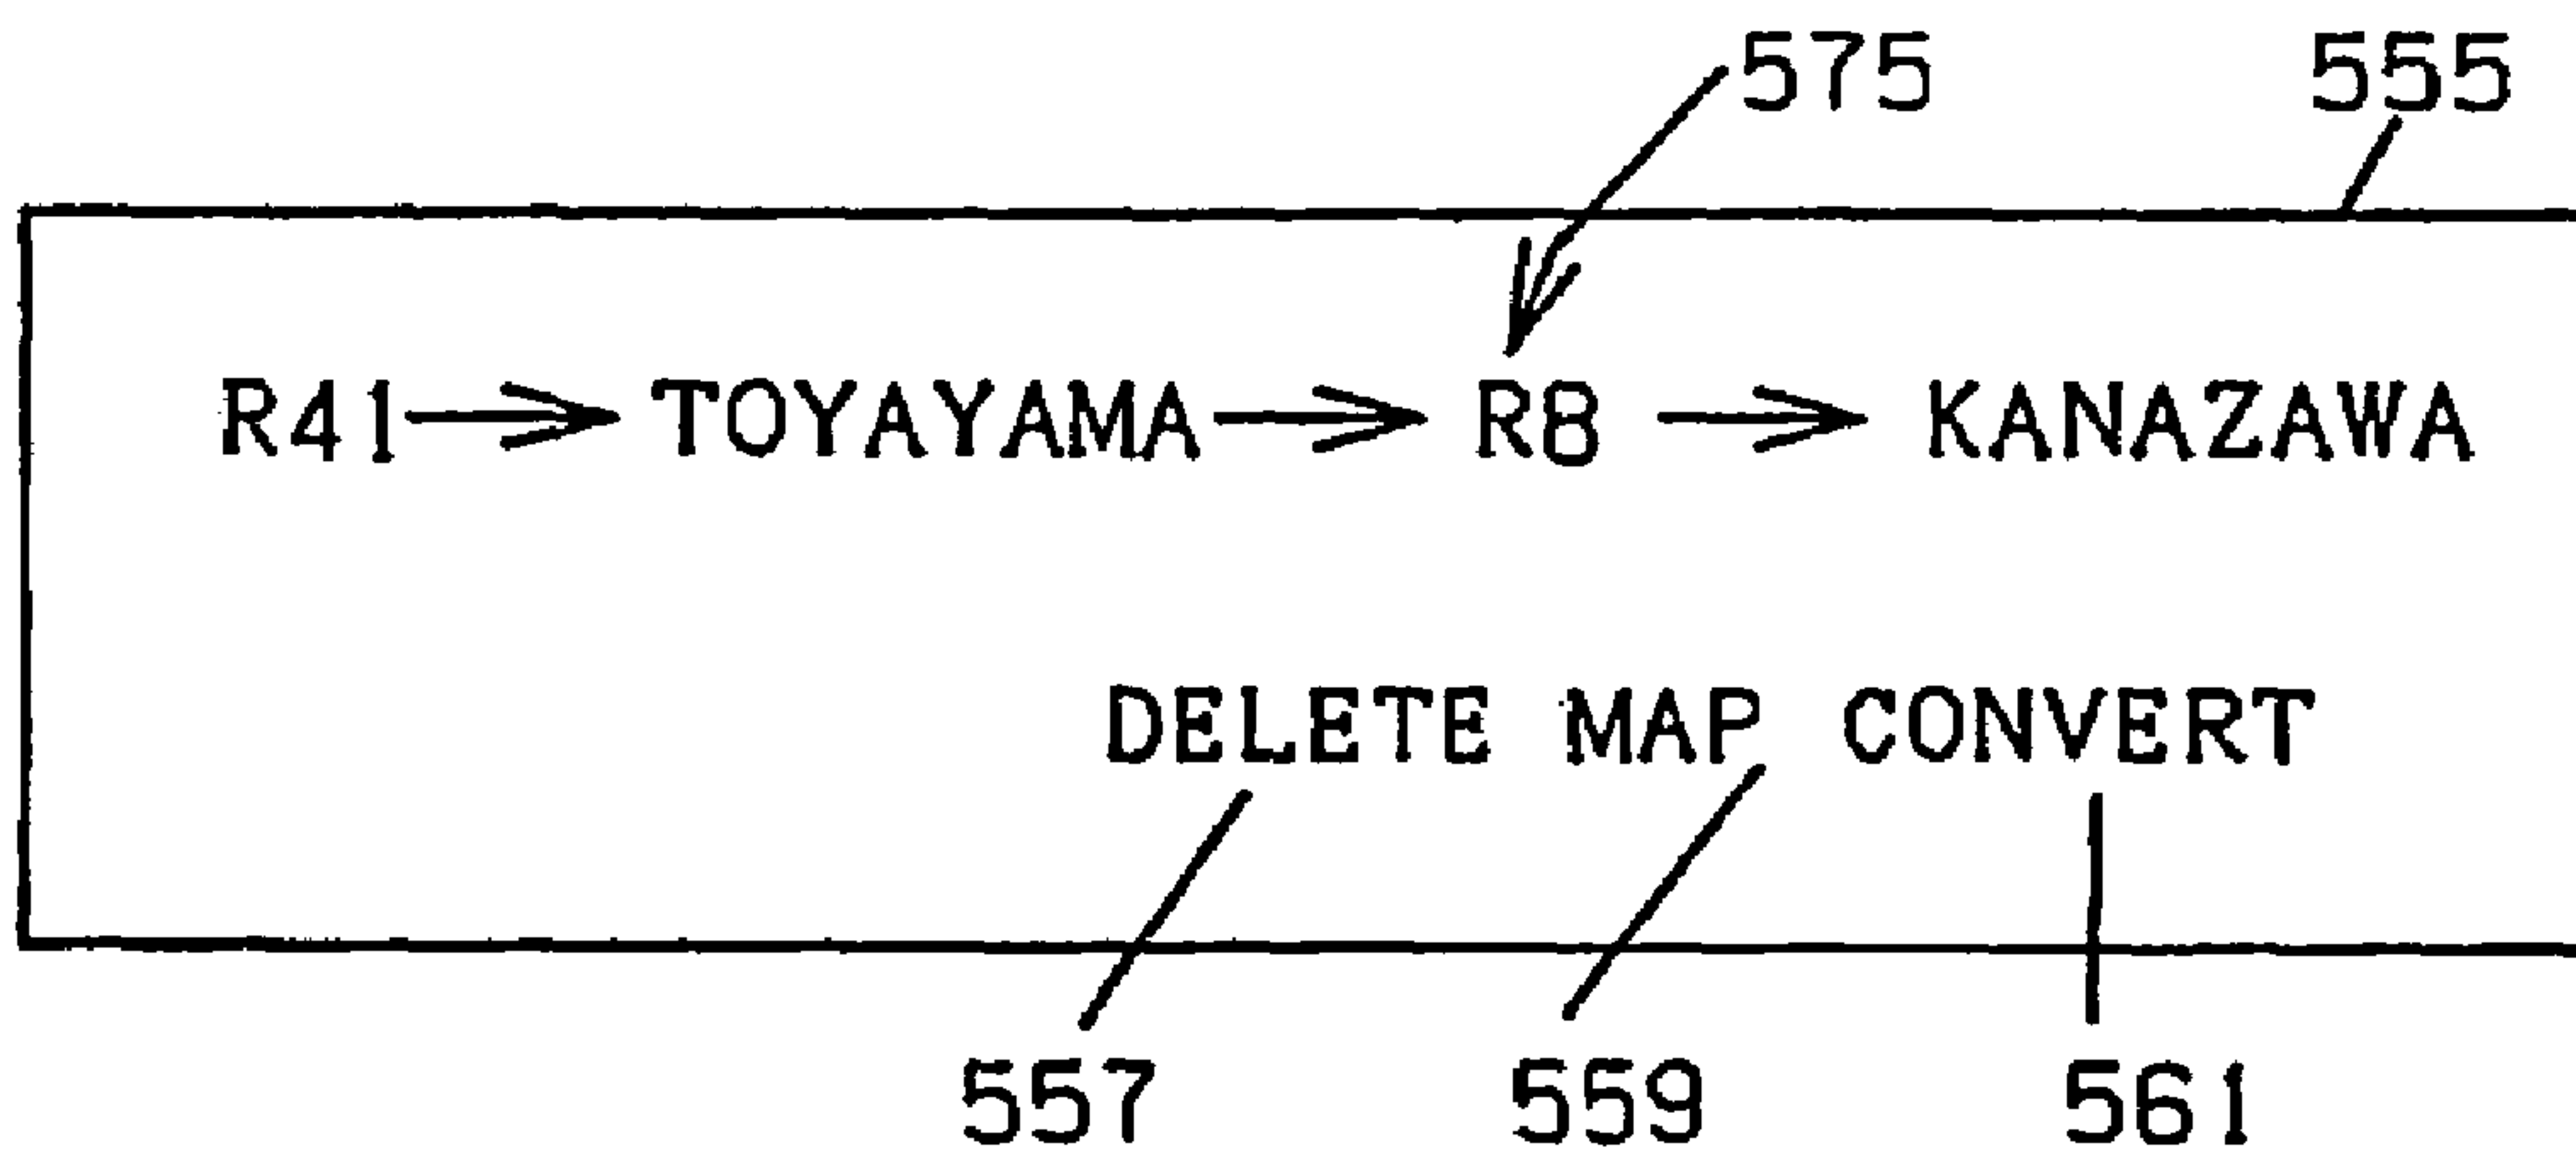 575 555
R41 → TOYAYAMA → R8 → KANAZAWA
DELETE MAP CONVERT
557 559 561